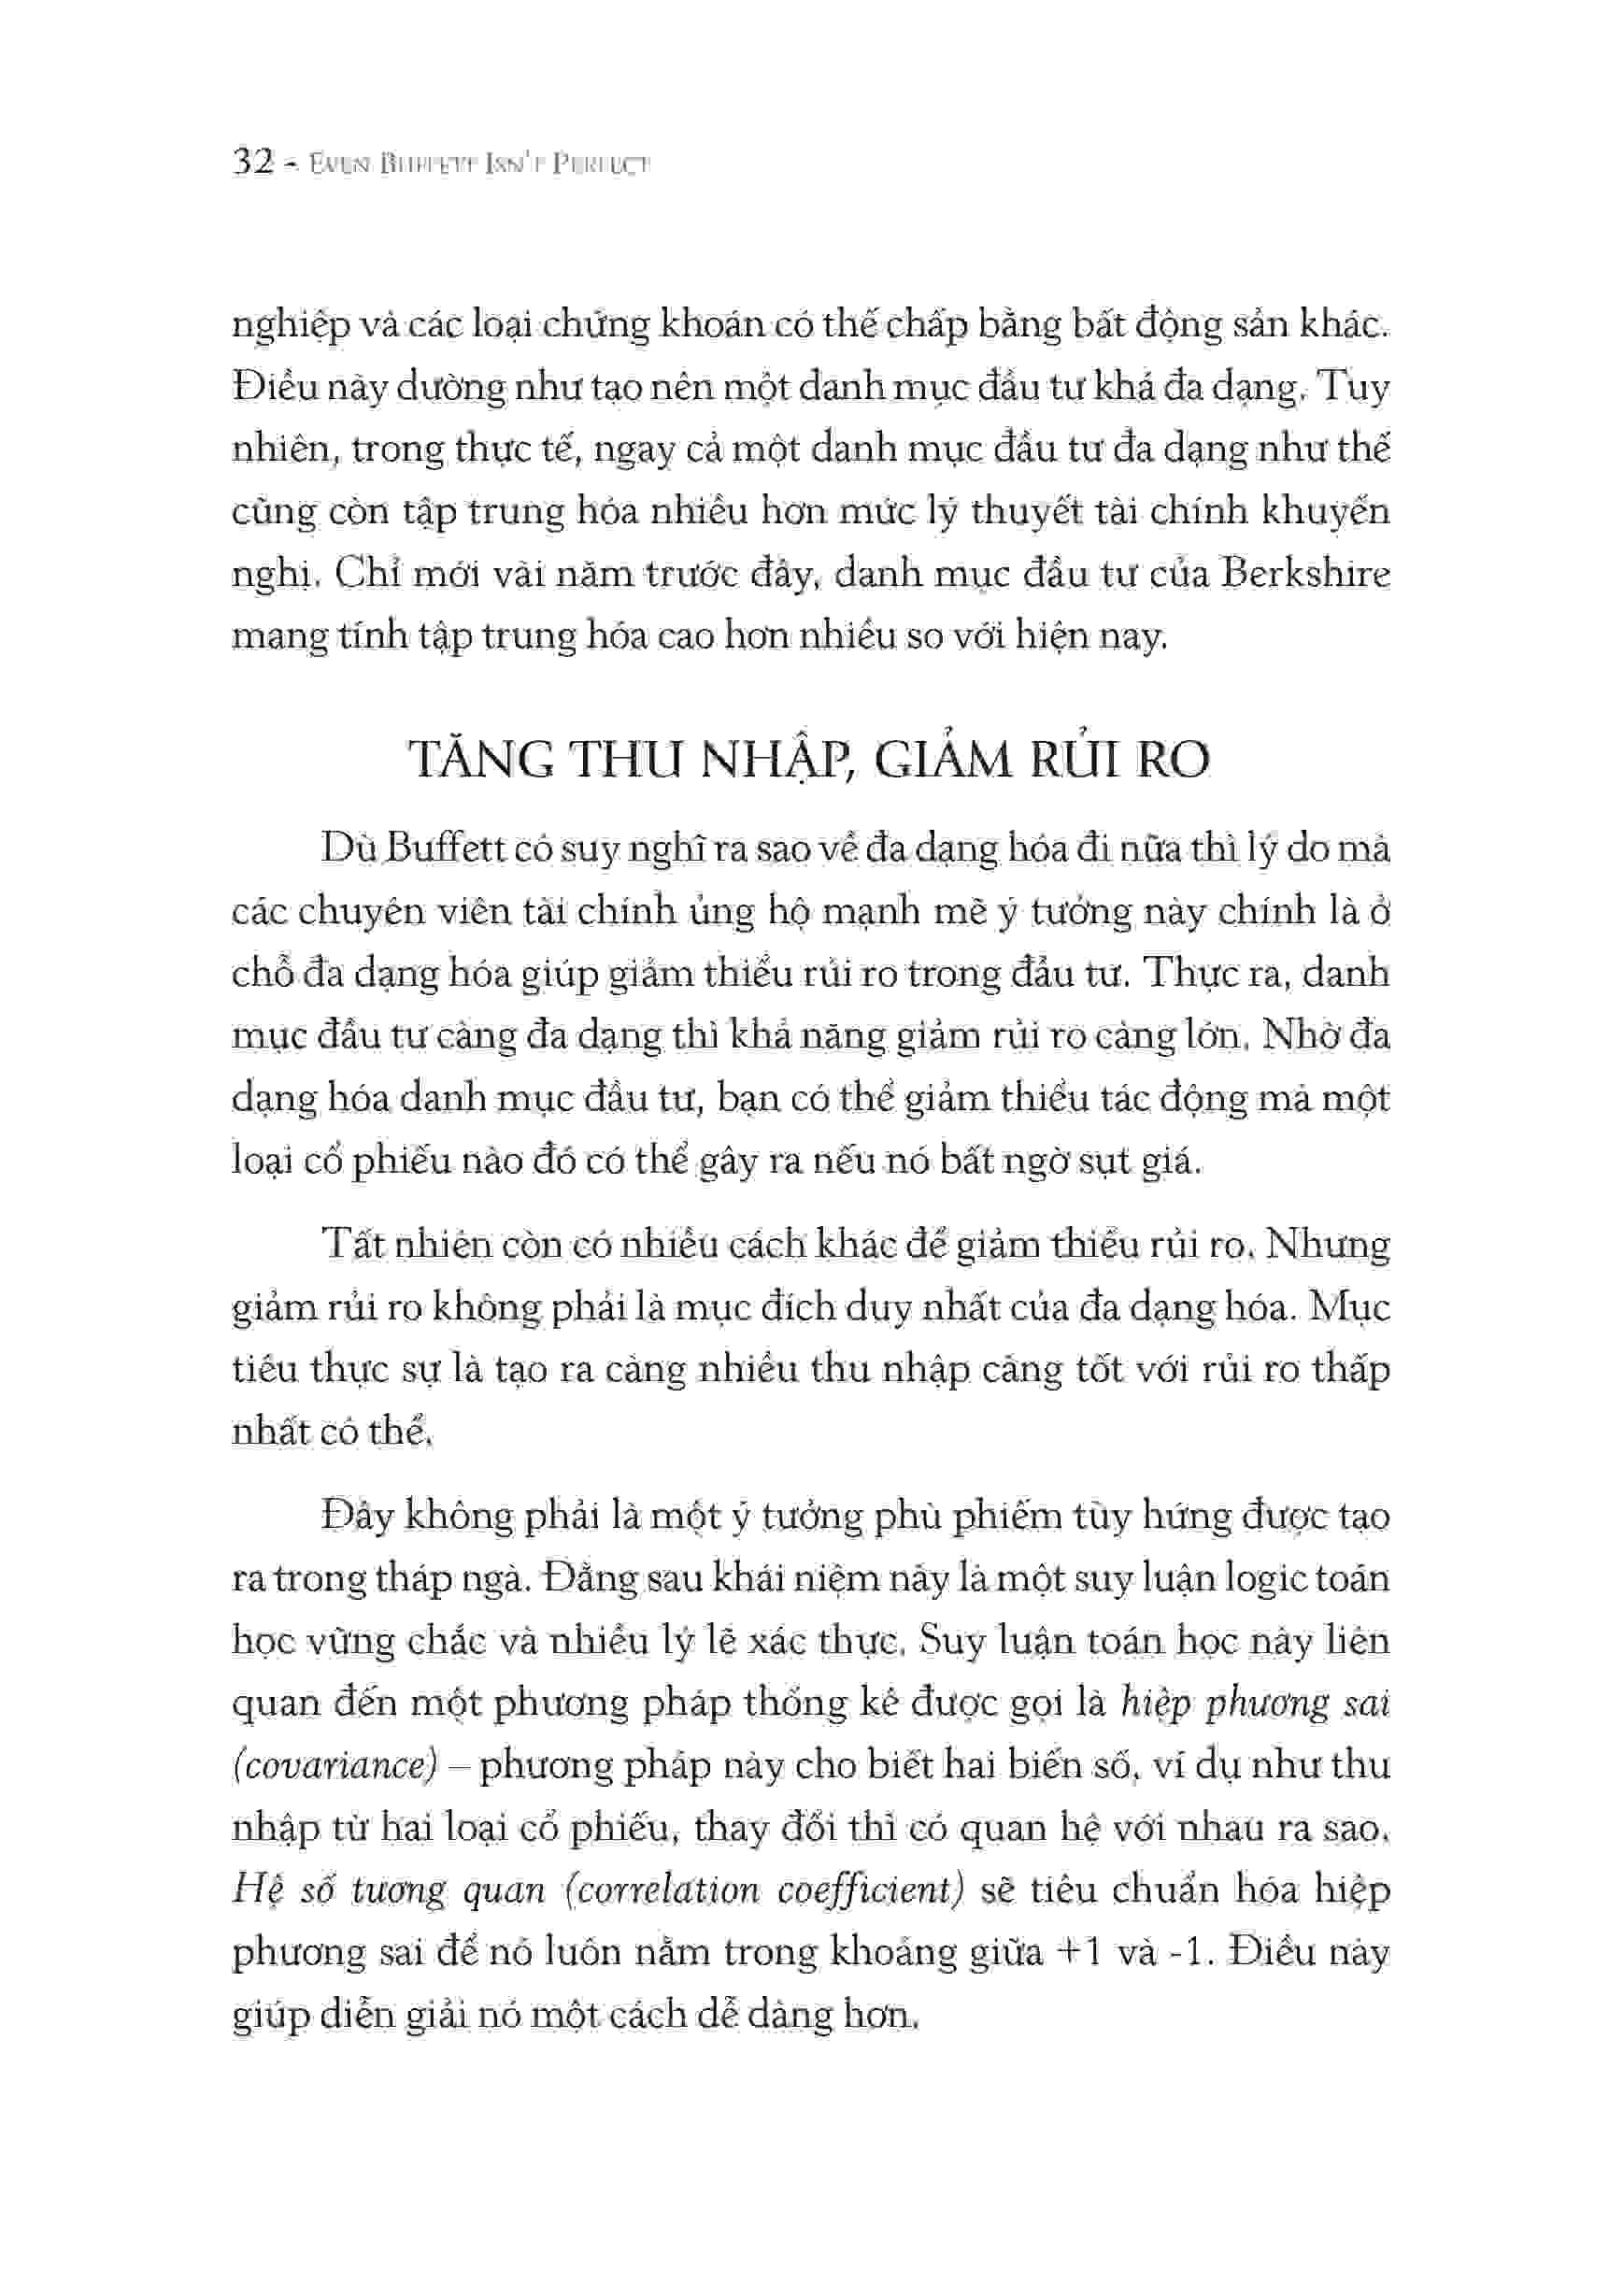 32 - Even Buffett Isn't Perfect
nghiệp và các loại chứng khoán có thế chấp bằng bất động sản khác.
Điều này dường như tạo nên một danh mục đầu tư khá đa dạng. Tuy
nhiên, trong thực tế, ngay cả một danh mục đầu tư đa dạng như thế
cũng còn tập trung hóa nhiều hơn mức lý thuyết tài chính khuyến
nghị. Chỉ mới vài năm trước đây, danh mục đầu tư của Berkshire
mang tính tập trung hóa cao hơn nhiều so với hiện nay.
TĂNG THU NHẬP, GIẢM RỦI RO
Dù Buffett có suy nghĩ ra sao về đa dạng hóa đi nữa thì lý do mà
các chuyên viên tài chính ủng hộ mạnh mẽ ý tưởng này chính là ở
chỗ đa dạng hóa giúp giảm thiểu rủi ro trong đầu tư. Thực ra, danh
mục đầu tư càng đa dạng thì khả năng giảm rủi ro càng lớn. Nhờ đa
dạng hóa danh mục đầu tư, bạn có thể giảm thiểu tác động mà một
loại cổ phiếu nào đó có thể gây ra nếu nó bất ngờ sụt giá.
Tất nhiên còn có nhiều cách khác để giảm thiểu rủi ro. Nhưng
giảm rủi ro không phải là mục đích duy nhất của đa dạng hóa. Mục
tiêu thực sự là tạo ra càng nhiều thu nhập càng tốt với rủi ro thấp
nhất có thể.
Đây không phải là một ý tưởng phù phiếm tùy hứng được tạo
ra trong tháp ngà. Đằng sau khái niệm này là một suy luận logic toán
học vững chắc và nhiều lý lẽ xác thực. Suy luận toán học này liên
quan đến một phương pháp thống kê được gọi là hiệp phương sai
(covariance) – phương pháp này cho biết hai biến số, ví dụ như thu
nhập từ hai loại cổ phiếu, thay đổi thì có quan hệ với nhau ra sao.
Hệ số tương quan (correlation coefficient) sẽ tiêu chuẩn hóa hiệp
phương sai để nó luôn nằm trong khoảng giữa +1 và -1. Điều này
giúp diễn giải nó một cách dễ dàng hơn.